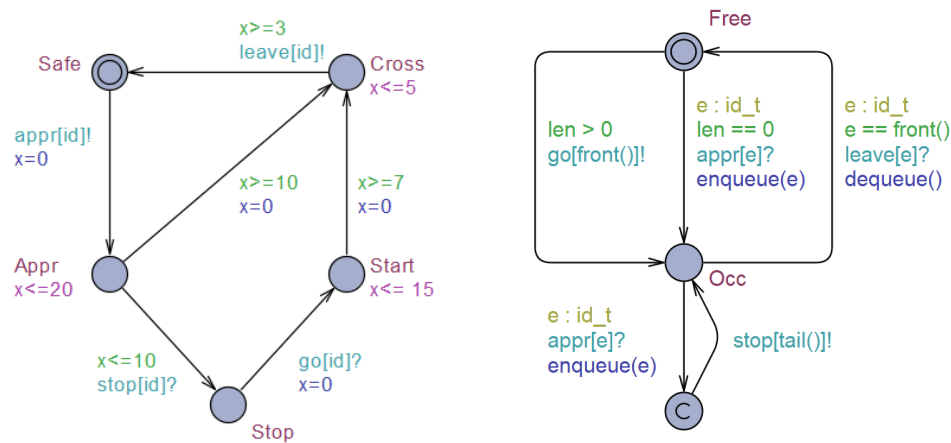 x>=3
leave[id]!
Safe
Cross
x<=5
appr[id]!
x=0
x>=10
x=0
x>=7
x=0
Appr
x<=20
Start
x<= 15
x<=10
stop[id]?
go[id]?
x=0
Stop
Free
len > 0
go[front()]!
e : id_t
len == 0
appr[e]?
enqueue(e)
e : id_t
e == front()
leave[e]?
dequeue()
Occ
e : id_t
appr[e]?
enqueue(e)
stop[tail()]!
C